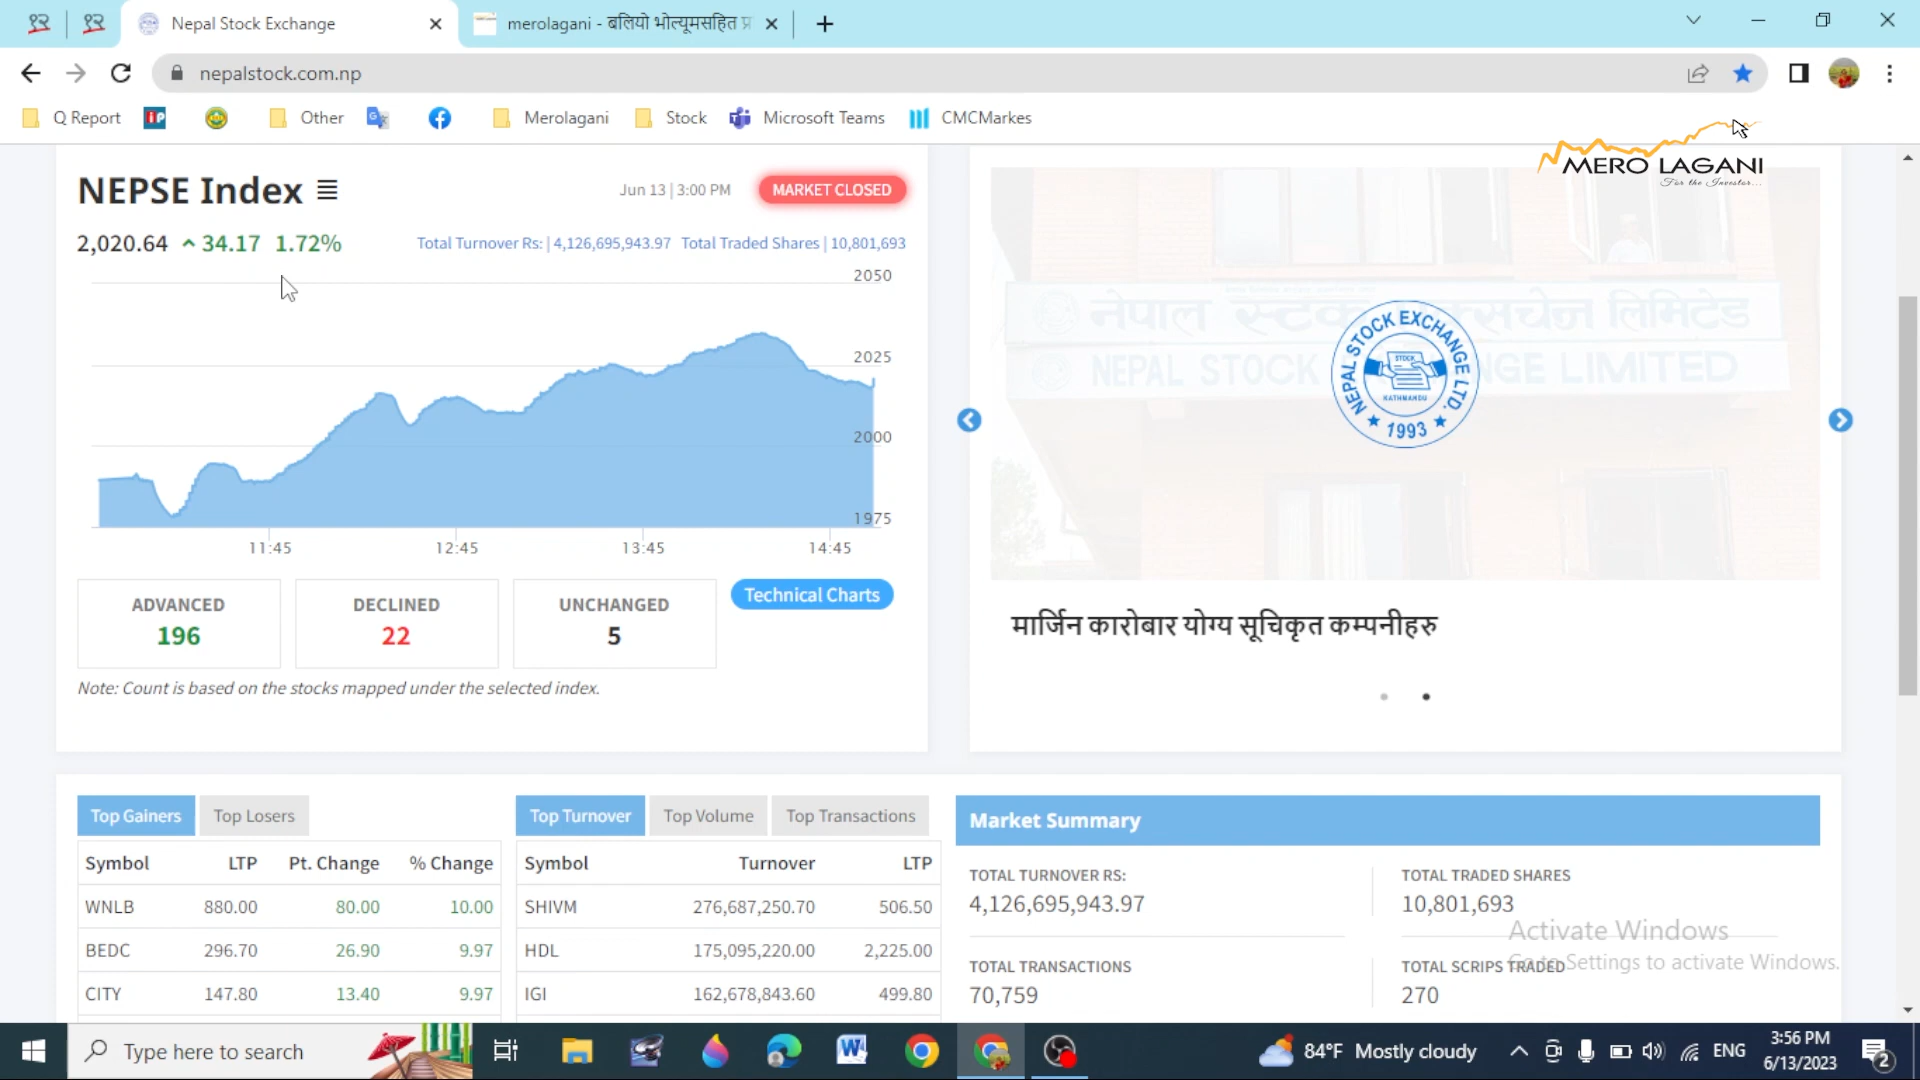 Nepal Stock Exchange
merolagani - बलियो भोल्यूमसहित प्र
nepalstock.com.np
Q Report
Other
Merolagani
Stock
Microsoft Teams
CMCMarkes
MERO LAGANI
For the Investor...
NEPSE Index
Jun 13 | 3:00 PM
MARKET CLOSED
2,020.64 34.17 1.72%
Total Turnover Rs: | 4,126,695,943.97 Total Traded Shares | 10,801,693
2050
2025
2000
1975
11:45 12:45 13:45 14:45
ADVANCED
196
DECLINED
22
UNCHANGED
5
Technical Charts
Note: Count is based on the stocks mapped under the selected index.
NEPAL STOCK EXCHANGE LIMITED
NEPAL STOCK EXCHANGE LTD.
STOCK
KATHMANDU
1993
मार्जिन कारोबार योग्य सूचिकृत कम्पनीहरु
Top Gainers Top Losers
Symbol LTP Pt. Change % Change
WNLB 880.00 80.00 10.00
BEDC 296.70 26.90 9.97
CITY 147.80 13.40 9.97
Top Turnover Top Volume Top Transactions
Symbol Turnover LTP
SHIVM 276,687,250.70 506.50
HDL 175,095,220.00 2,225.00
IGI 162,678,843.60 499.80
Market Summary
TOTAL TURNOVER RS:
4,126,695,943.97
TOTAL TRADED SHARES
10,801,693
TOTAL TRANSACTIONS
70,759
TOTAL SCRIPS TRADED
270
Activate Windows
Go to Settings to activate Windows.
Type here to search
84°F Mostly cloudy
ENG
3:56 PM
6/13/2023
2